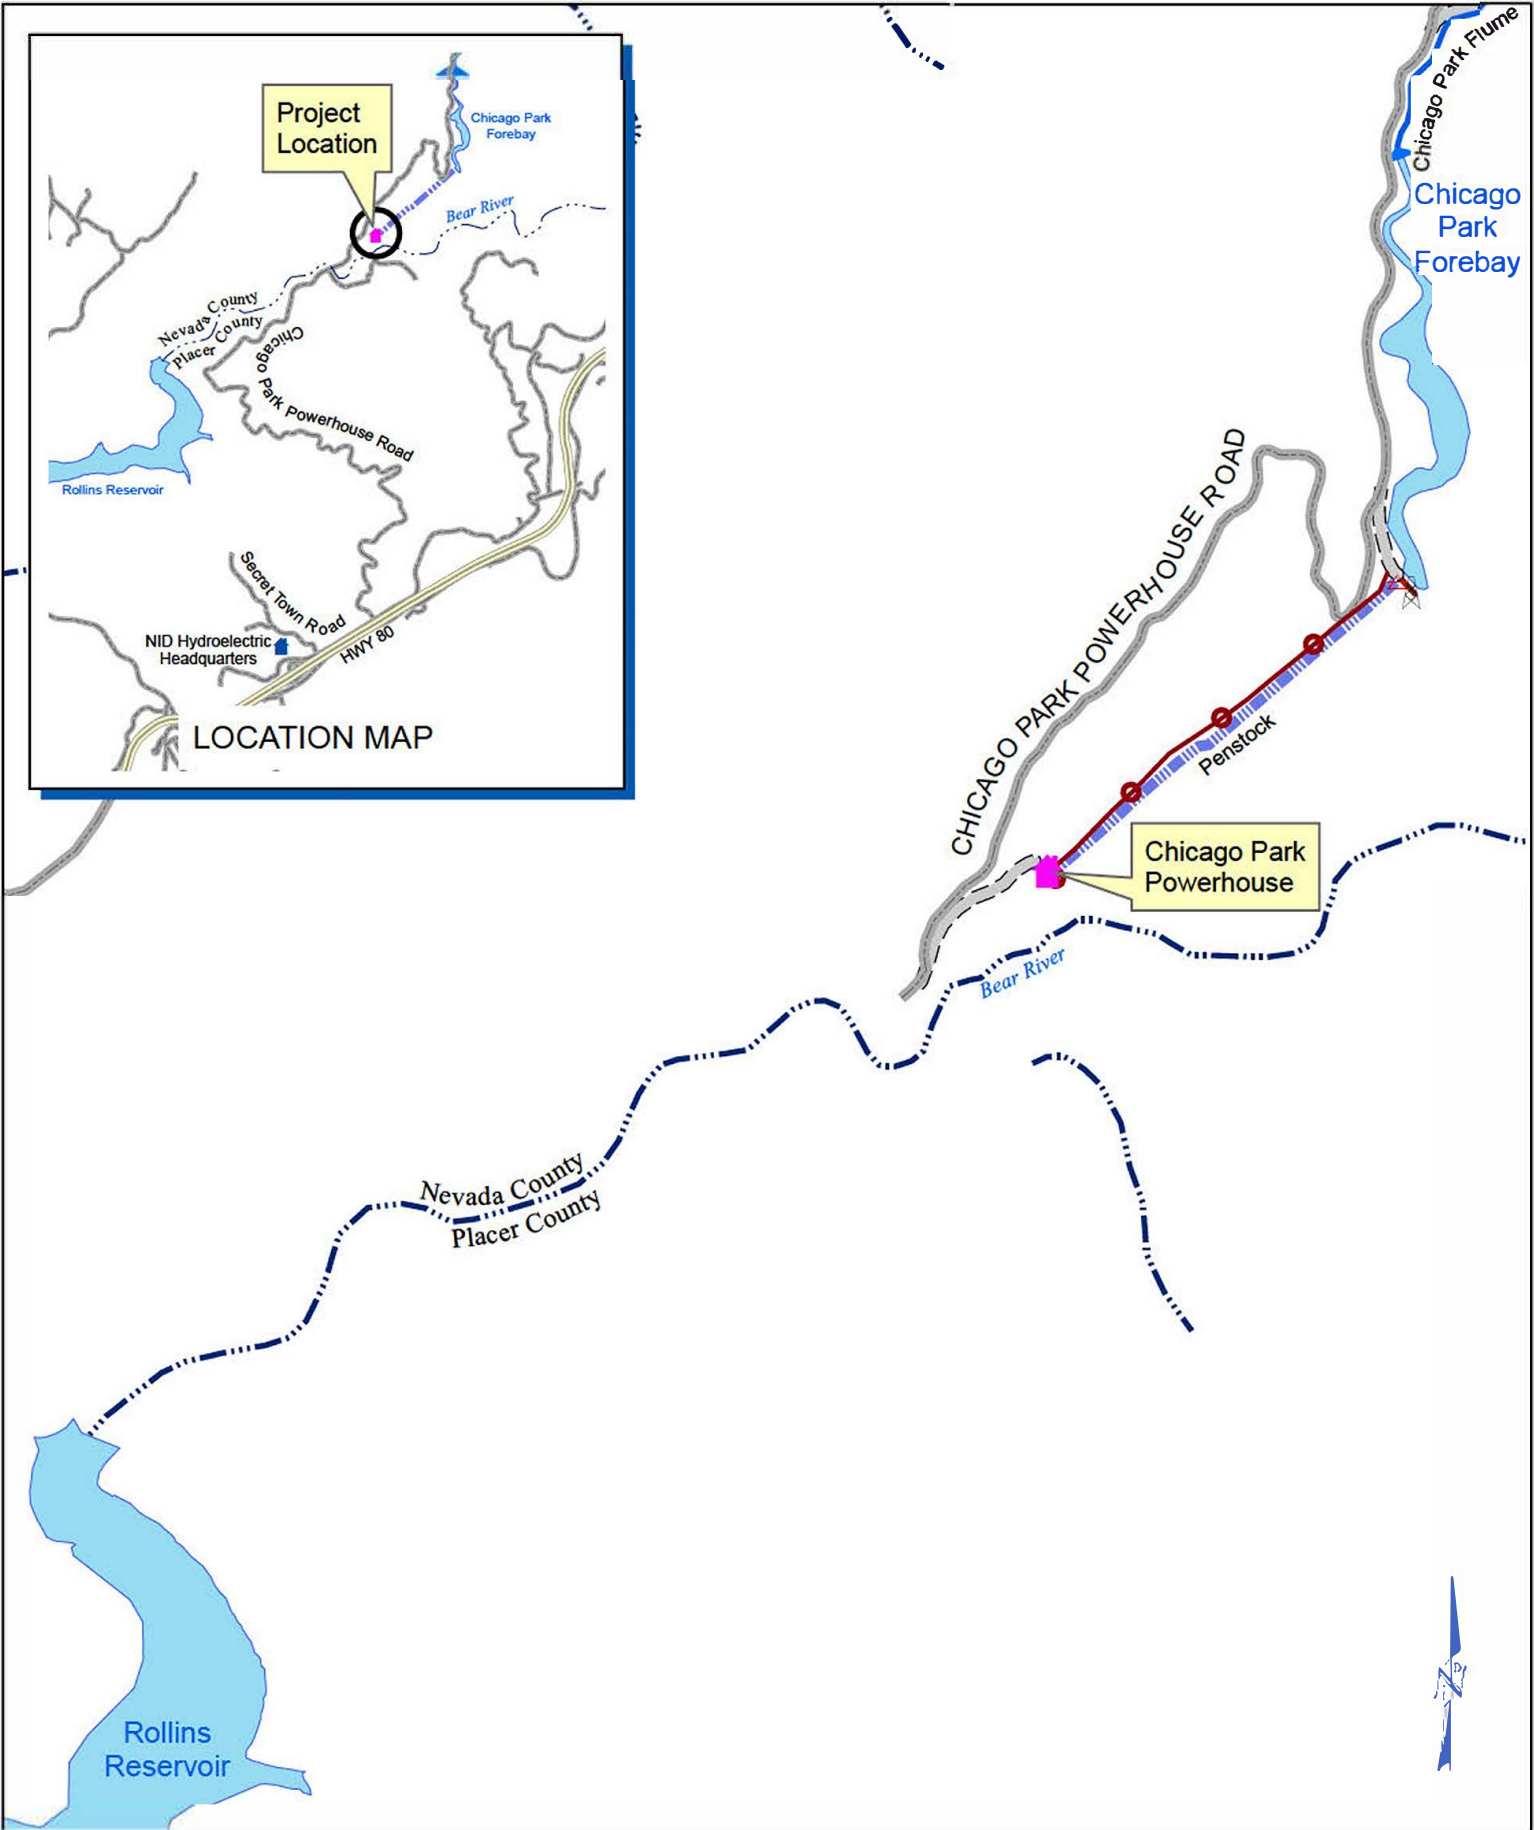 Project
Location
Chicago Park
Forebay
Bear River
Nevada County
Placer County
Chicago Park Powerhouse Road
Rollins Reservoir
Secret Town Road
NID Hydroelectric
Headquarters
HWY 80
LOCATION MAP
Chicago Park Flume
Chicago
Park
Forebay
CHICAGO PARK POWERHOUSE ROAD
Penstock
Chicago Park
Powerhouse
Bear River
Nevada County
Placer County
Rollins
Reservoir
N